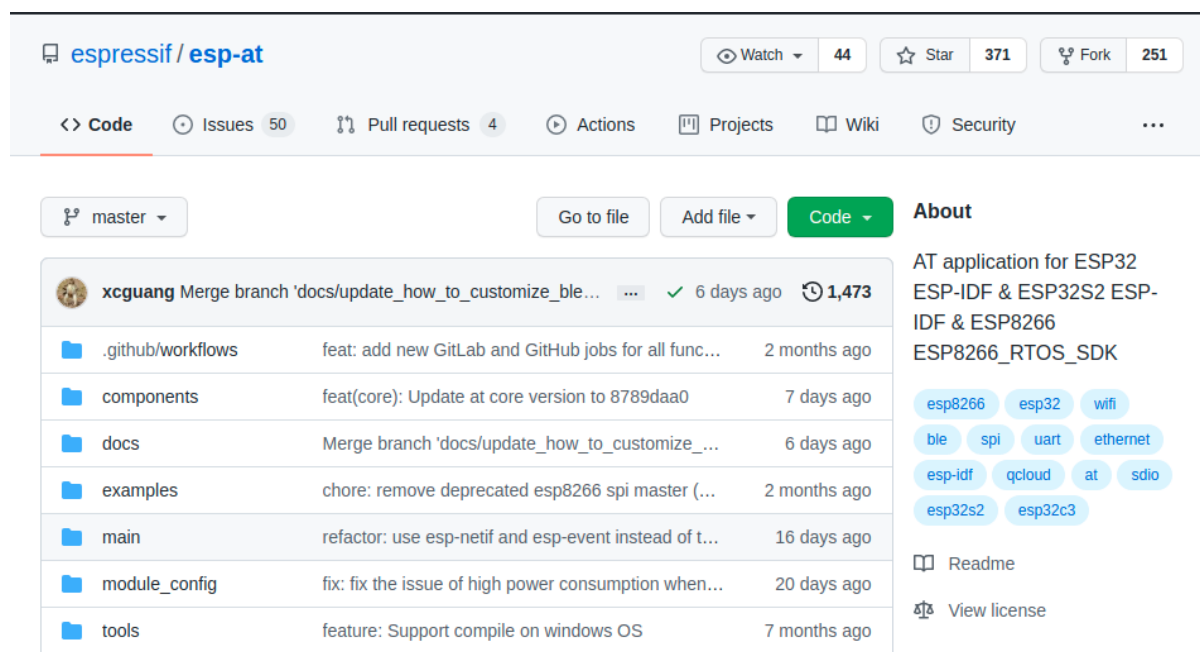 espressif / esp-at
Watch 44 Star 371 Fork 251
Code Issues 50 Pull requests 4 Actions Projects Wiki Security ...
master Go to file Add file Code
xcguang Merge branch 'docs/update_how_to_customize_ble… ... 6 days ago 1,473
.github/workflows feat: add new GitLab and GitHub jobs for all func… 2 months ago
components feat(core): Update at core version to 8789daa0 7 days ago
docs Merge branch 'docs/update_how_to_customize_… 6 days ago
examples chore: remove deprecated esp8266 spi master (… 2 months ago
main refactor: use esp-netif and esp-event instead of t… 16 days ago
module_config fix: fix the issue of high power consumption when… 20 days ago
tools feature: Support compile on windows OS 7 months ago
About
AT application for ESP32
ESP-IDF & ESP32S2 ESP-
IDF & ESP8266
ESP8266_RTOS_SDK
esp8266 esp32 wifi
ble spi uart ethernet
esp-idf qcloud at sdio
esp32s2 esp32c3
Readme
View license